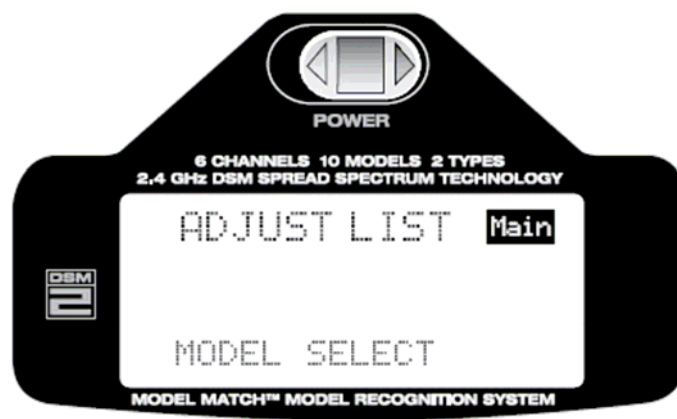 POWER
6 CHANNELS 10 MODELS 2 TYPES
2.4 GHz DSM SPREAD SPECTRUM TECHNOLOGY
ADJUST LIST Main
DSM
2
MODEL SELECT
MODEL MATCH™ MODEL RECOGNITION SYSTEM